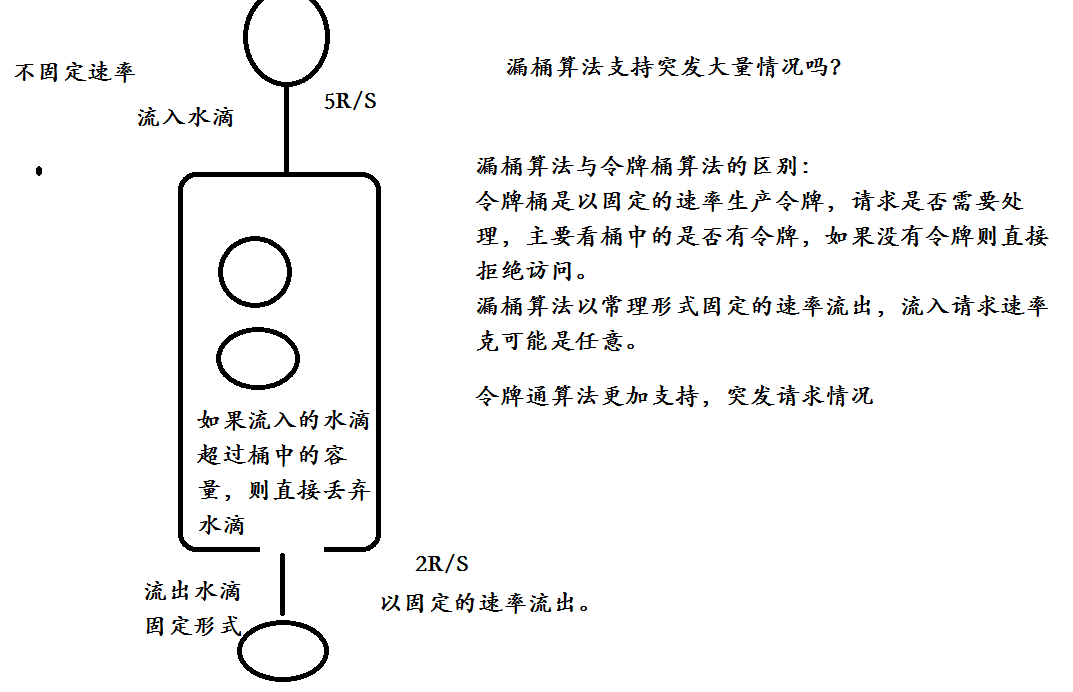 不固定速率
流入水滴
5R/S
如果流入的水滴
超过桶中的容
量，则直接丢弃
水滴
流出水滴
固定形式
2R/S
以固定的速率流出。
漏桶算法支持突发大量情况吗?
漏桶算法与令牌桶算法的区别:
令牌桶是以固定的速率生产令牌，请求是否需要处
理，主要看桶中的是否有令牌，如果没有令牌则直接
拒绝访问。
漏桶算法以常理形式固定的速率流出，流入请求速率
克可能是任意。
令牌通算法更加支持，突发请求情况